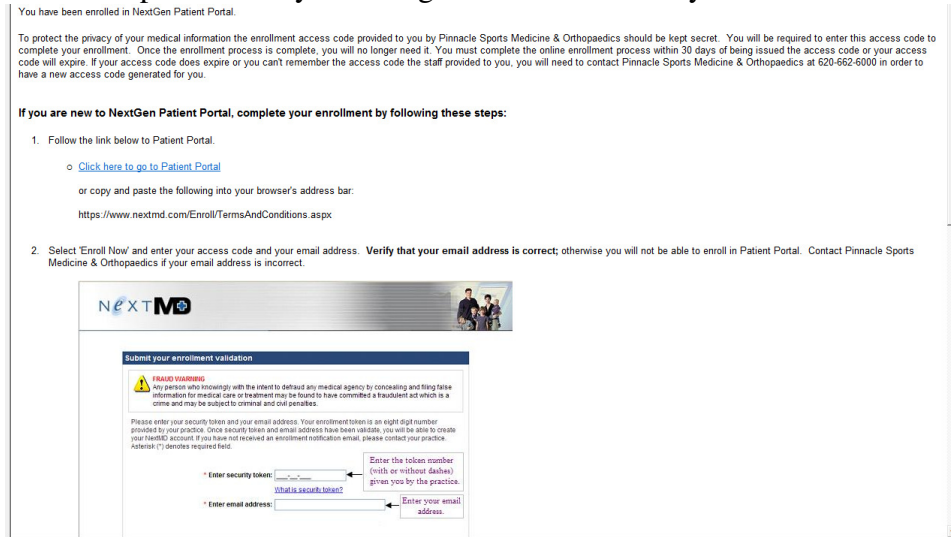 You have been enrolled in NextGen Patient Portal.
To protect the privacy of your medical information the enrollment access code provided to you by Pinnacle Sports Medicine & Orthopaedics should be kept secret. You will be required to enter this access code to
complete your enrollment. Once the enrollment process is complete, you will no longer need it. You must complete the online enrollment process within 30 days of being issued the access code or your access
code will expire. If your access code does expire or you can't remember the access code the staff provided to you, you will need to contact Pinnacle Sports Medicine & Orthopaedics at 620-662-6000 in order to
have a new access code generated for you.
If you are new to NextGen Patient Portal, complete your enrollment by following these steps:
1. Follow the link below to Patient Portal.
o Click here to go to Patient Portal
or copy and paste the following into your browser's address bar:
https://www.nextmd.com/Enroll/TermsAndConditions.aspx
2. Select 'Enroll Now' and enter your access code and your email address. Verify that your email address is correct; otherwise you will not be able to enroll in Patient Portal. Contact Pinnacle Sports
Medicine & Orthopaedics if your email address is incorrect.
NexTMD
Submit your enrollment validation
FRAUD WARNING
Any person who knowingly with the intent to defraud any medical agency by concealing and filing false
information for medical care or treatment may be found to have committed a fraudulent act which is a
crime and may be subject to criminal and civil penalties.
Please enter your security token and your email address. Your enrollment token is an eight digit number
provided by your practice. Once security token and email address have been validate, you will be able to create
your NextMD account. If you have not received an enrollment notification email, please contact your practice.
Asterisk (*) denotes required field.
* Enter security token: __-__-___
Enter the token number
(with or without dashes)
given you by the practice.
What is security token?
* Enter email address:
Enter your email
address.